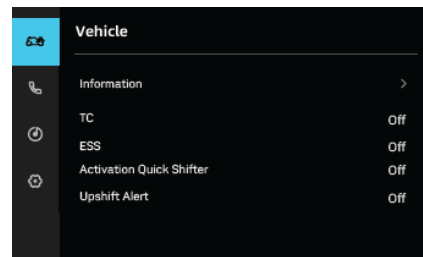 Vehicle
Information
TC Off
ESS Off
Activation Quick Shifter Off
Upshift Alert Off